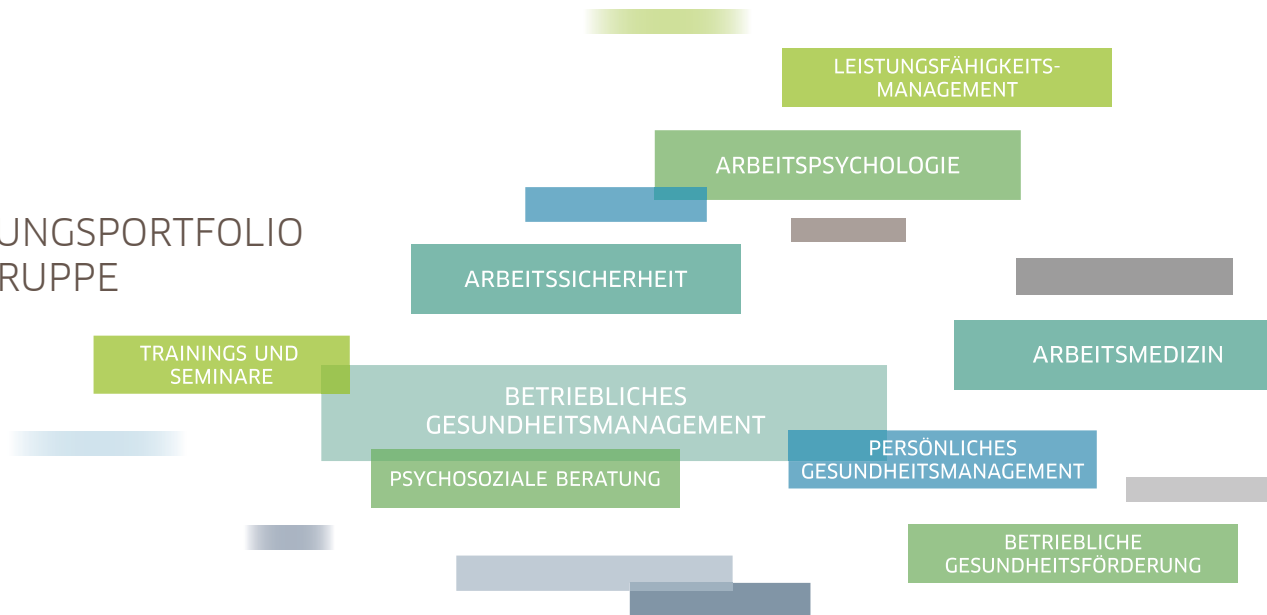 LEISTUNGSFÄHIGKEITS-
MANAGEMENT
ARBEITSPSYCHOLOGIE
UNGSPORTFOLIO
RUPPE
ARBEITSSICHERHEIT
TRAININGS UND
SEMINARE
ARBEITSMEDIZIN
BETRIEBLICHES
GESUNDHEITSMANAGEMENT
PERSÖNLICHES
GESUNDHEITSMANAGEMENT
PSYCHOSOZIALE BERATUNG
BETRIEBLICHE
GESUNDHEITSFÖRDERUNG